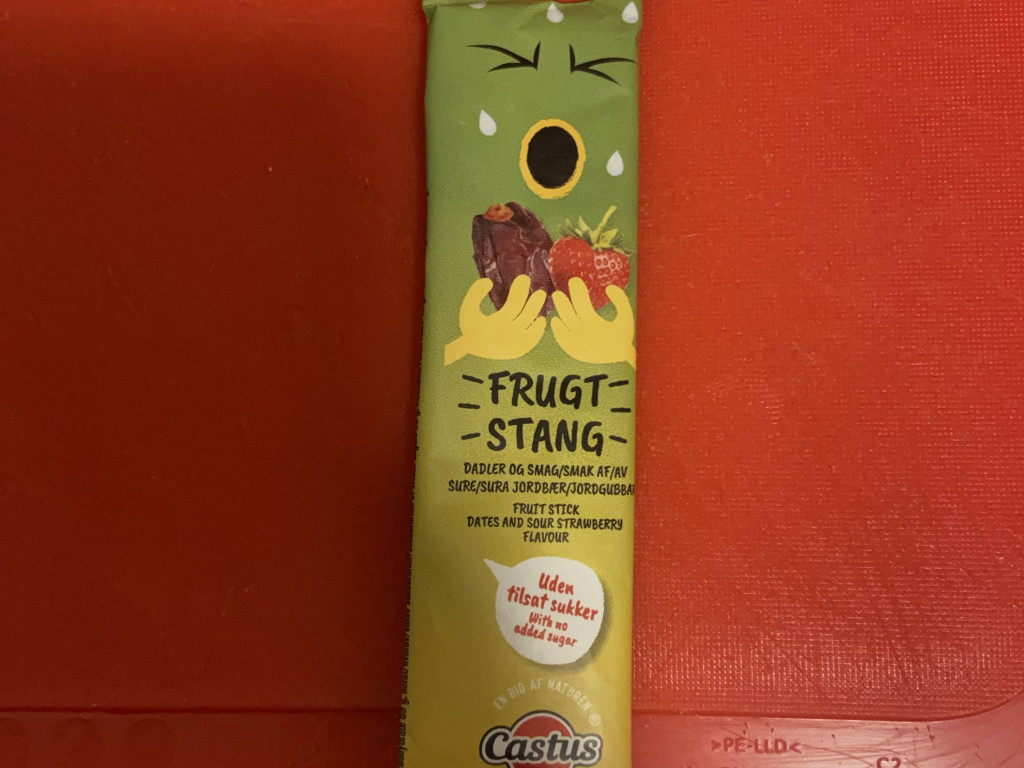 FRUGT
STANG
DADLER OG SMAG/SMAK AF/AV
SURE/SURA JORDBÆR/JORDGUBBAR
FRUIT STICK
DATES AND SOUR STRAWBERRY
FLAVOUR
Uden
tilsat sukker
With no
added sugar
EN BID AF NATUREN
Castus
>PE-LLD<
C2